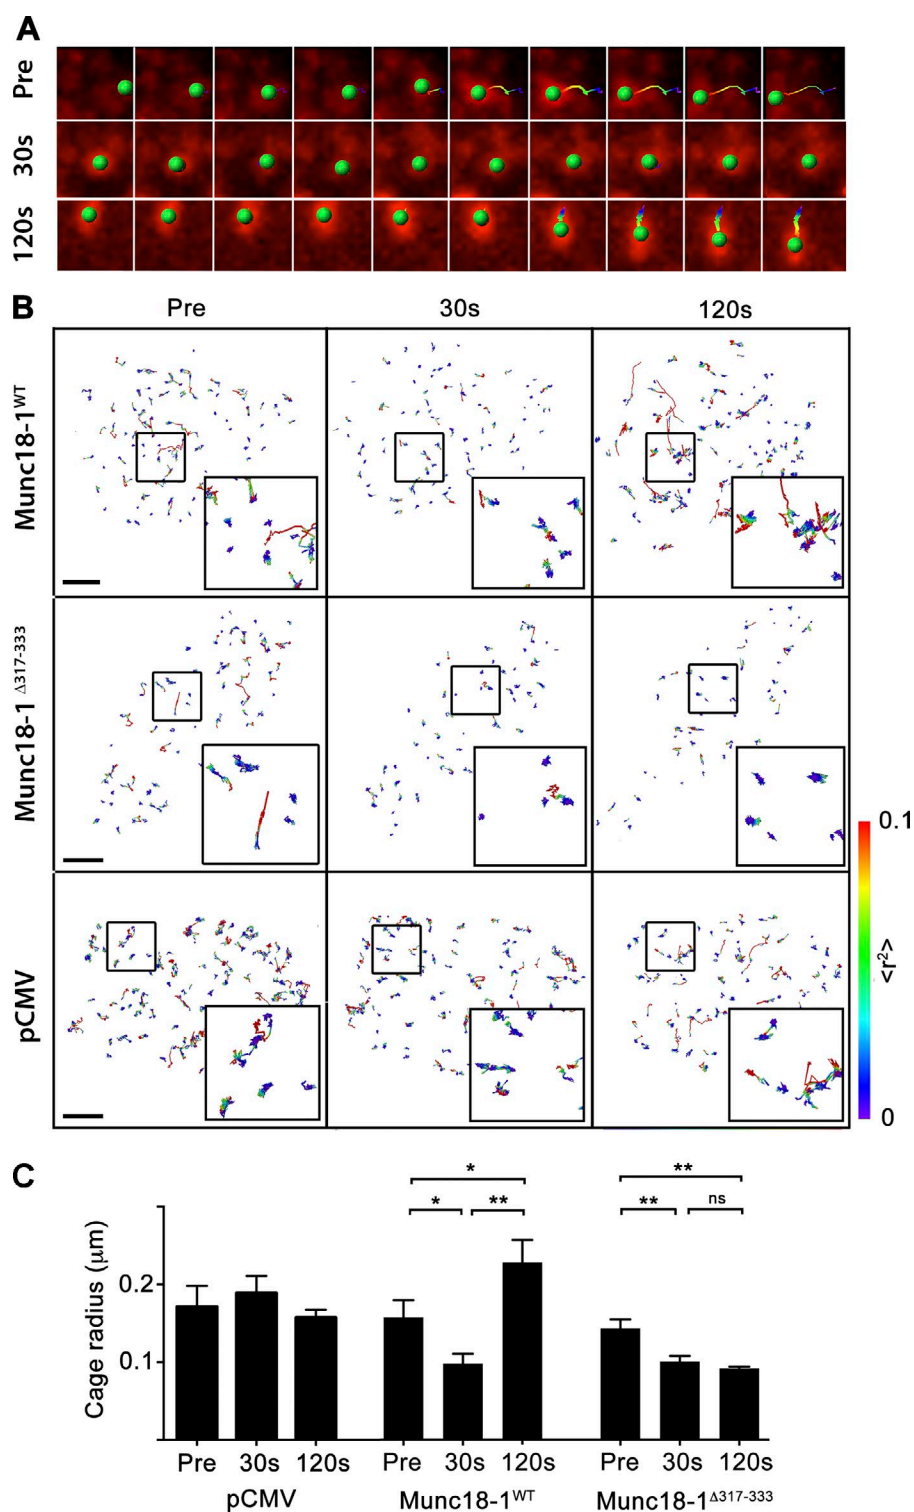 A
Pre
30s
120s
B
Pre 30s 120s
Munc18-1WT
Munc18-1 Δ317-333
pCMV
0.1
<r²>
0
C
* **
* ** ** ns
Cage radius (μm)
0.2
0.1
Pre 30s 120s Pre 30s 120s Pre 30s 120s
pCMV Munc18-1WT Munc18-1Δ317-333